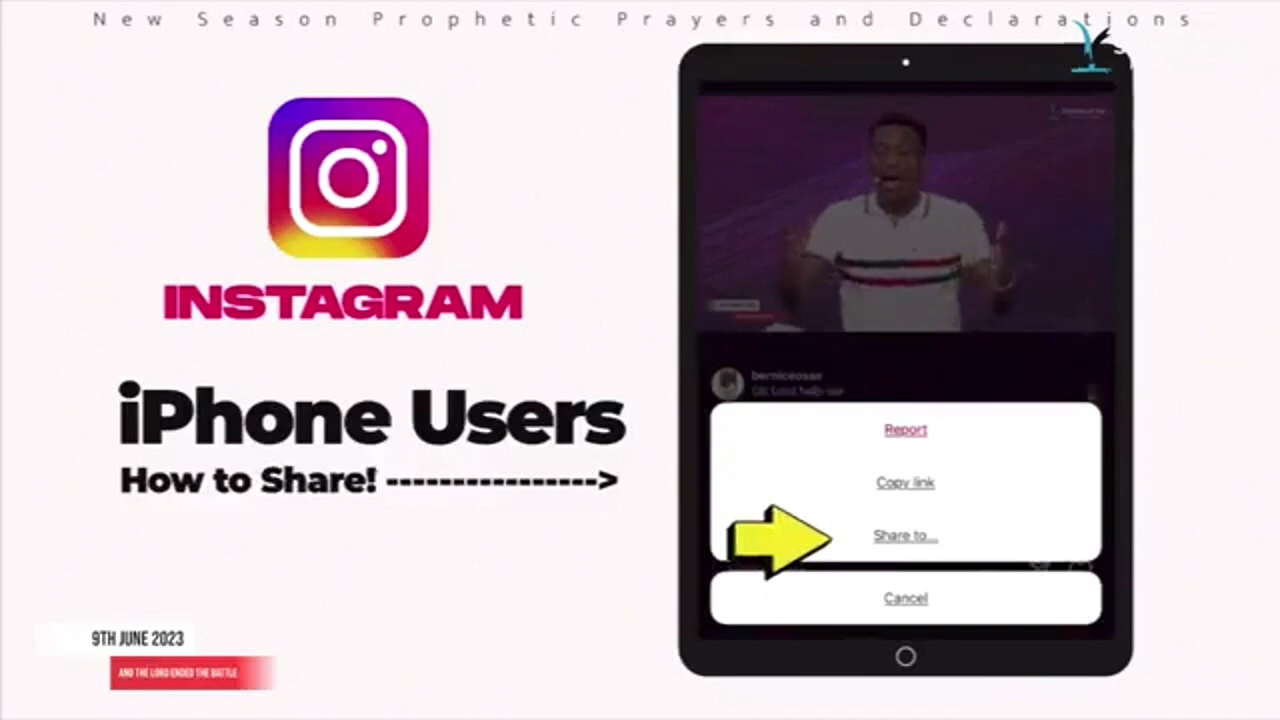 New Season Prophetic Prayers and Declarations
INSTAGRAM
iPhone Users
How to Share! ---------------->
berniceosae
Report
Copy link
Share to...
Cancel
9TH JUNE 2023
AND THE LORD ENDED THE BATTLE